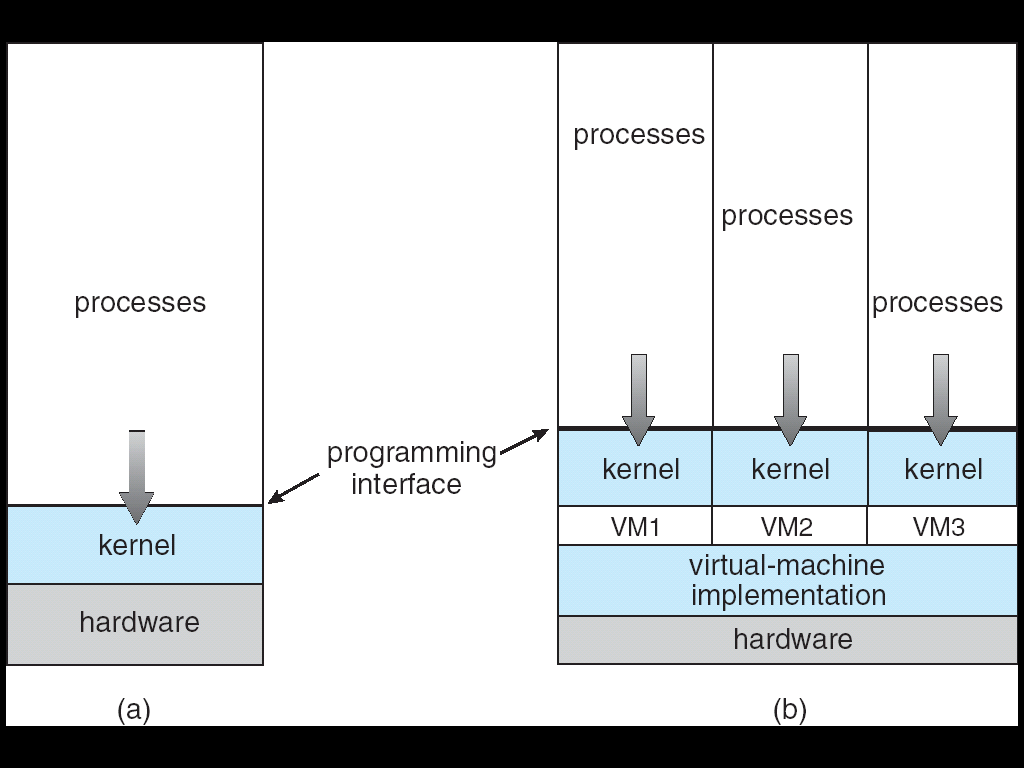 processes
kernel
hardware
(a)
programming
interface
processes
processes
processes
kernel
kernel
kernel
VM1
VM2
VM3
virtual-machine
implementation
hardware
(b)